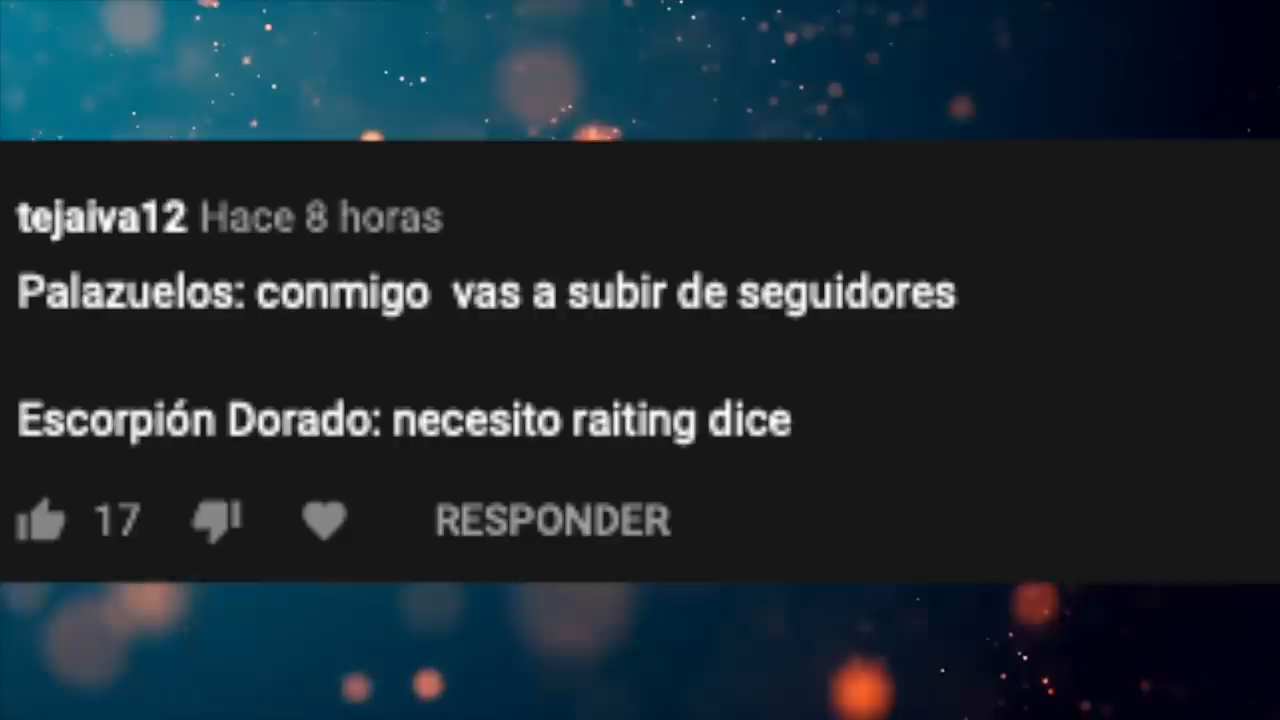 tejaiva12 Hace 8 horas
Palazuelos: conmigo  vas a subir de seguidores
Escorpión Dorado: necesito raiting dice
17 RESPONDER